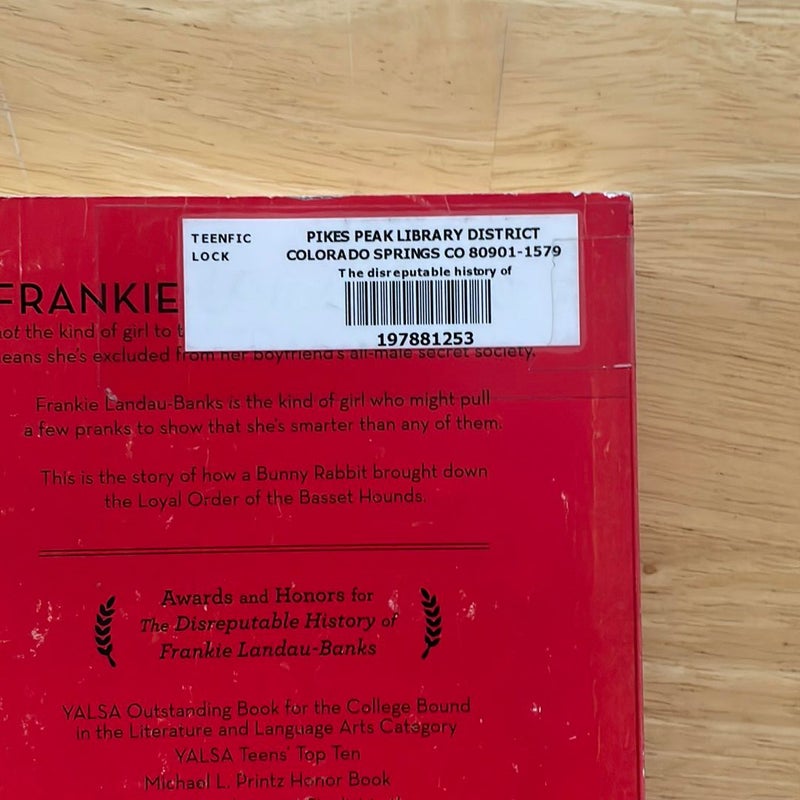 TEENFIC
LOCK
PIKES PEAK LIBRARY DISTRICT
COLORADO SPRINGS CO 80901-1579
The disreputable history of
197881253
FRANKIE
not the kind of girl to
means she's excluded from her boyfriend's all-male secret society.
Frankie Landau-Banks is the kind of girl who might pull
a few pranks to show that she's smarter than any of them.
This is the story of how a Bunny Rabbit brought down
the Loyal Order of the Basset Hounds.
Awards and Honors for
The Disreputable History of
Frankie Landau-Banks
YALSA Outstanding Book for the College Bound
in the Literature and Language Arts Category
YALSA Teens' Top Ten
Michael L. Printz Honor Book